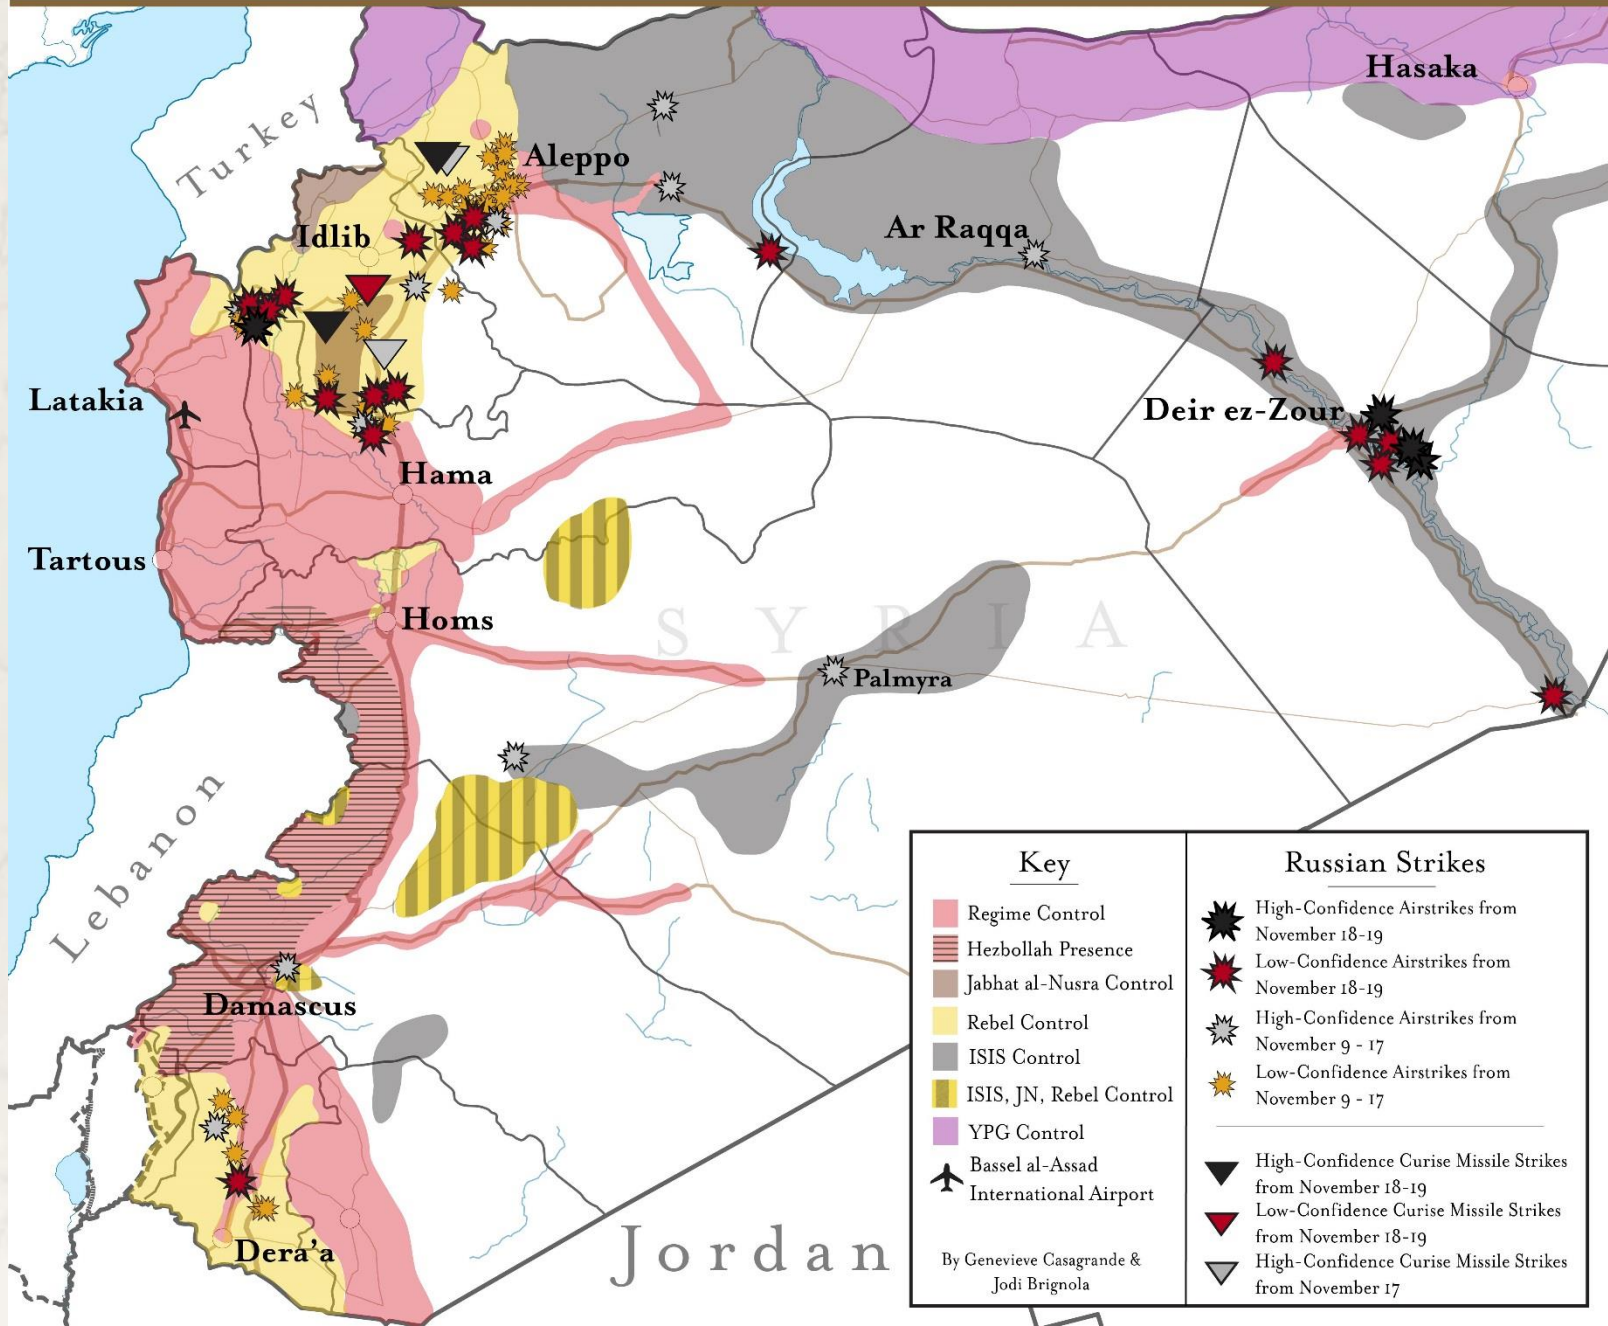 Hasaka
Turkey
Aleppo
Idlib
Ar Raqqa
Latakia
Deir ez-Zour
Hama
Tartous
Homs
SYRIA
Palmyra
Lebanon
Damascus
Dera'a
Jordan
Key
Regime Control
Hezbollah Presence
Jabhat al-Nusra Control
Rebel Control
ISIS Control
ISIS, JN, Rebel Control
YPG Control
Bassel al-Assad
International Airport
By Genevieve Casagrande &
Jodi Brignola
Russian Strikes
High-Confidence Airstrikes from
November 18-19
Low-Confidence Airstrikes from
November 18-19
High-Confidence Airstrikes from
November 9 - 17
Low-Confidence Airstrikes from
November 9 - 17
High-Confidence Curise Missile Strikes
from November 18-19
Low-Confidence Curise Missile Strikes
from November 18-19
High-Confidence Curise Missile Strikes
from November 17